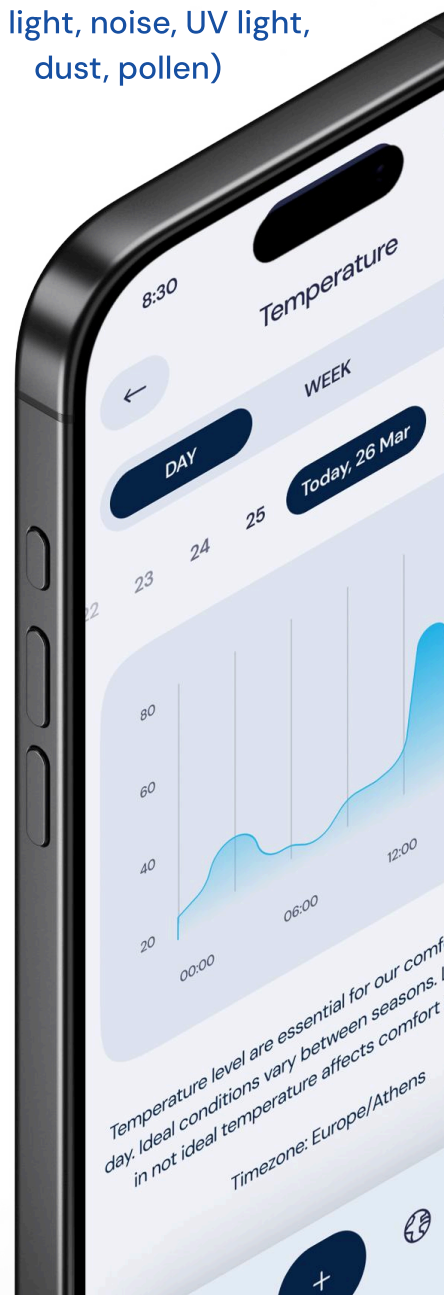 light, noise, UV light,
dust, pollen)
8:30
Temperature
←
DAY
WEEK
22
23
24
25
Today, 26 Mar
80
60
40
20
00:00
06:00
12:00
Temperature level are essential for our
day. Ideal conditions vary between seasons.
in not ideal temperature affects comfort
Timezone: Europe/Athens
+